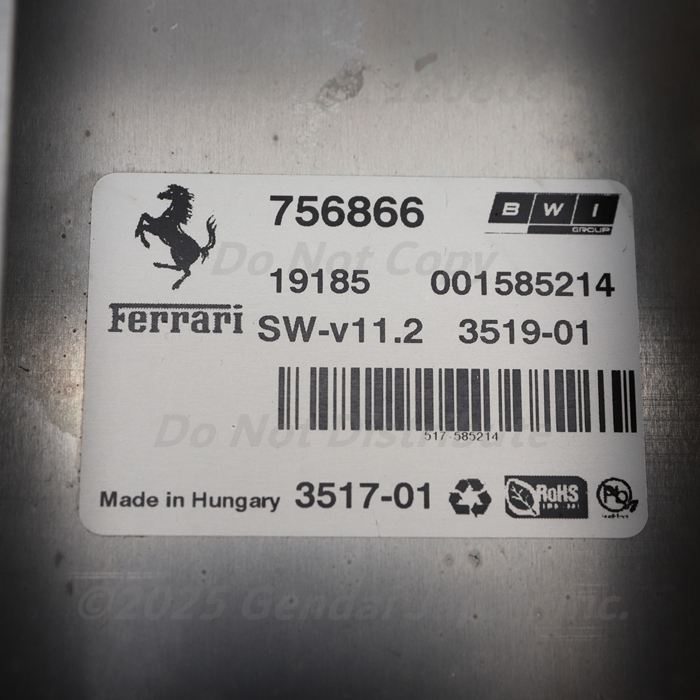 756866
BWI
GROUP
19185 001585214
Ferrari
SW-v11.2 3519-01
517-585214
Made in Hungary 3517-01
RoHS
Pb
Do Not Copy
Do Not Distribute